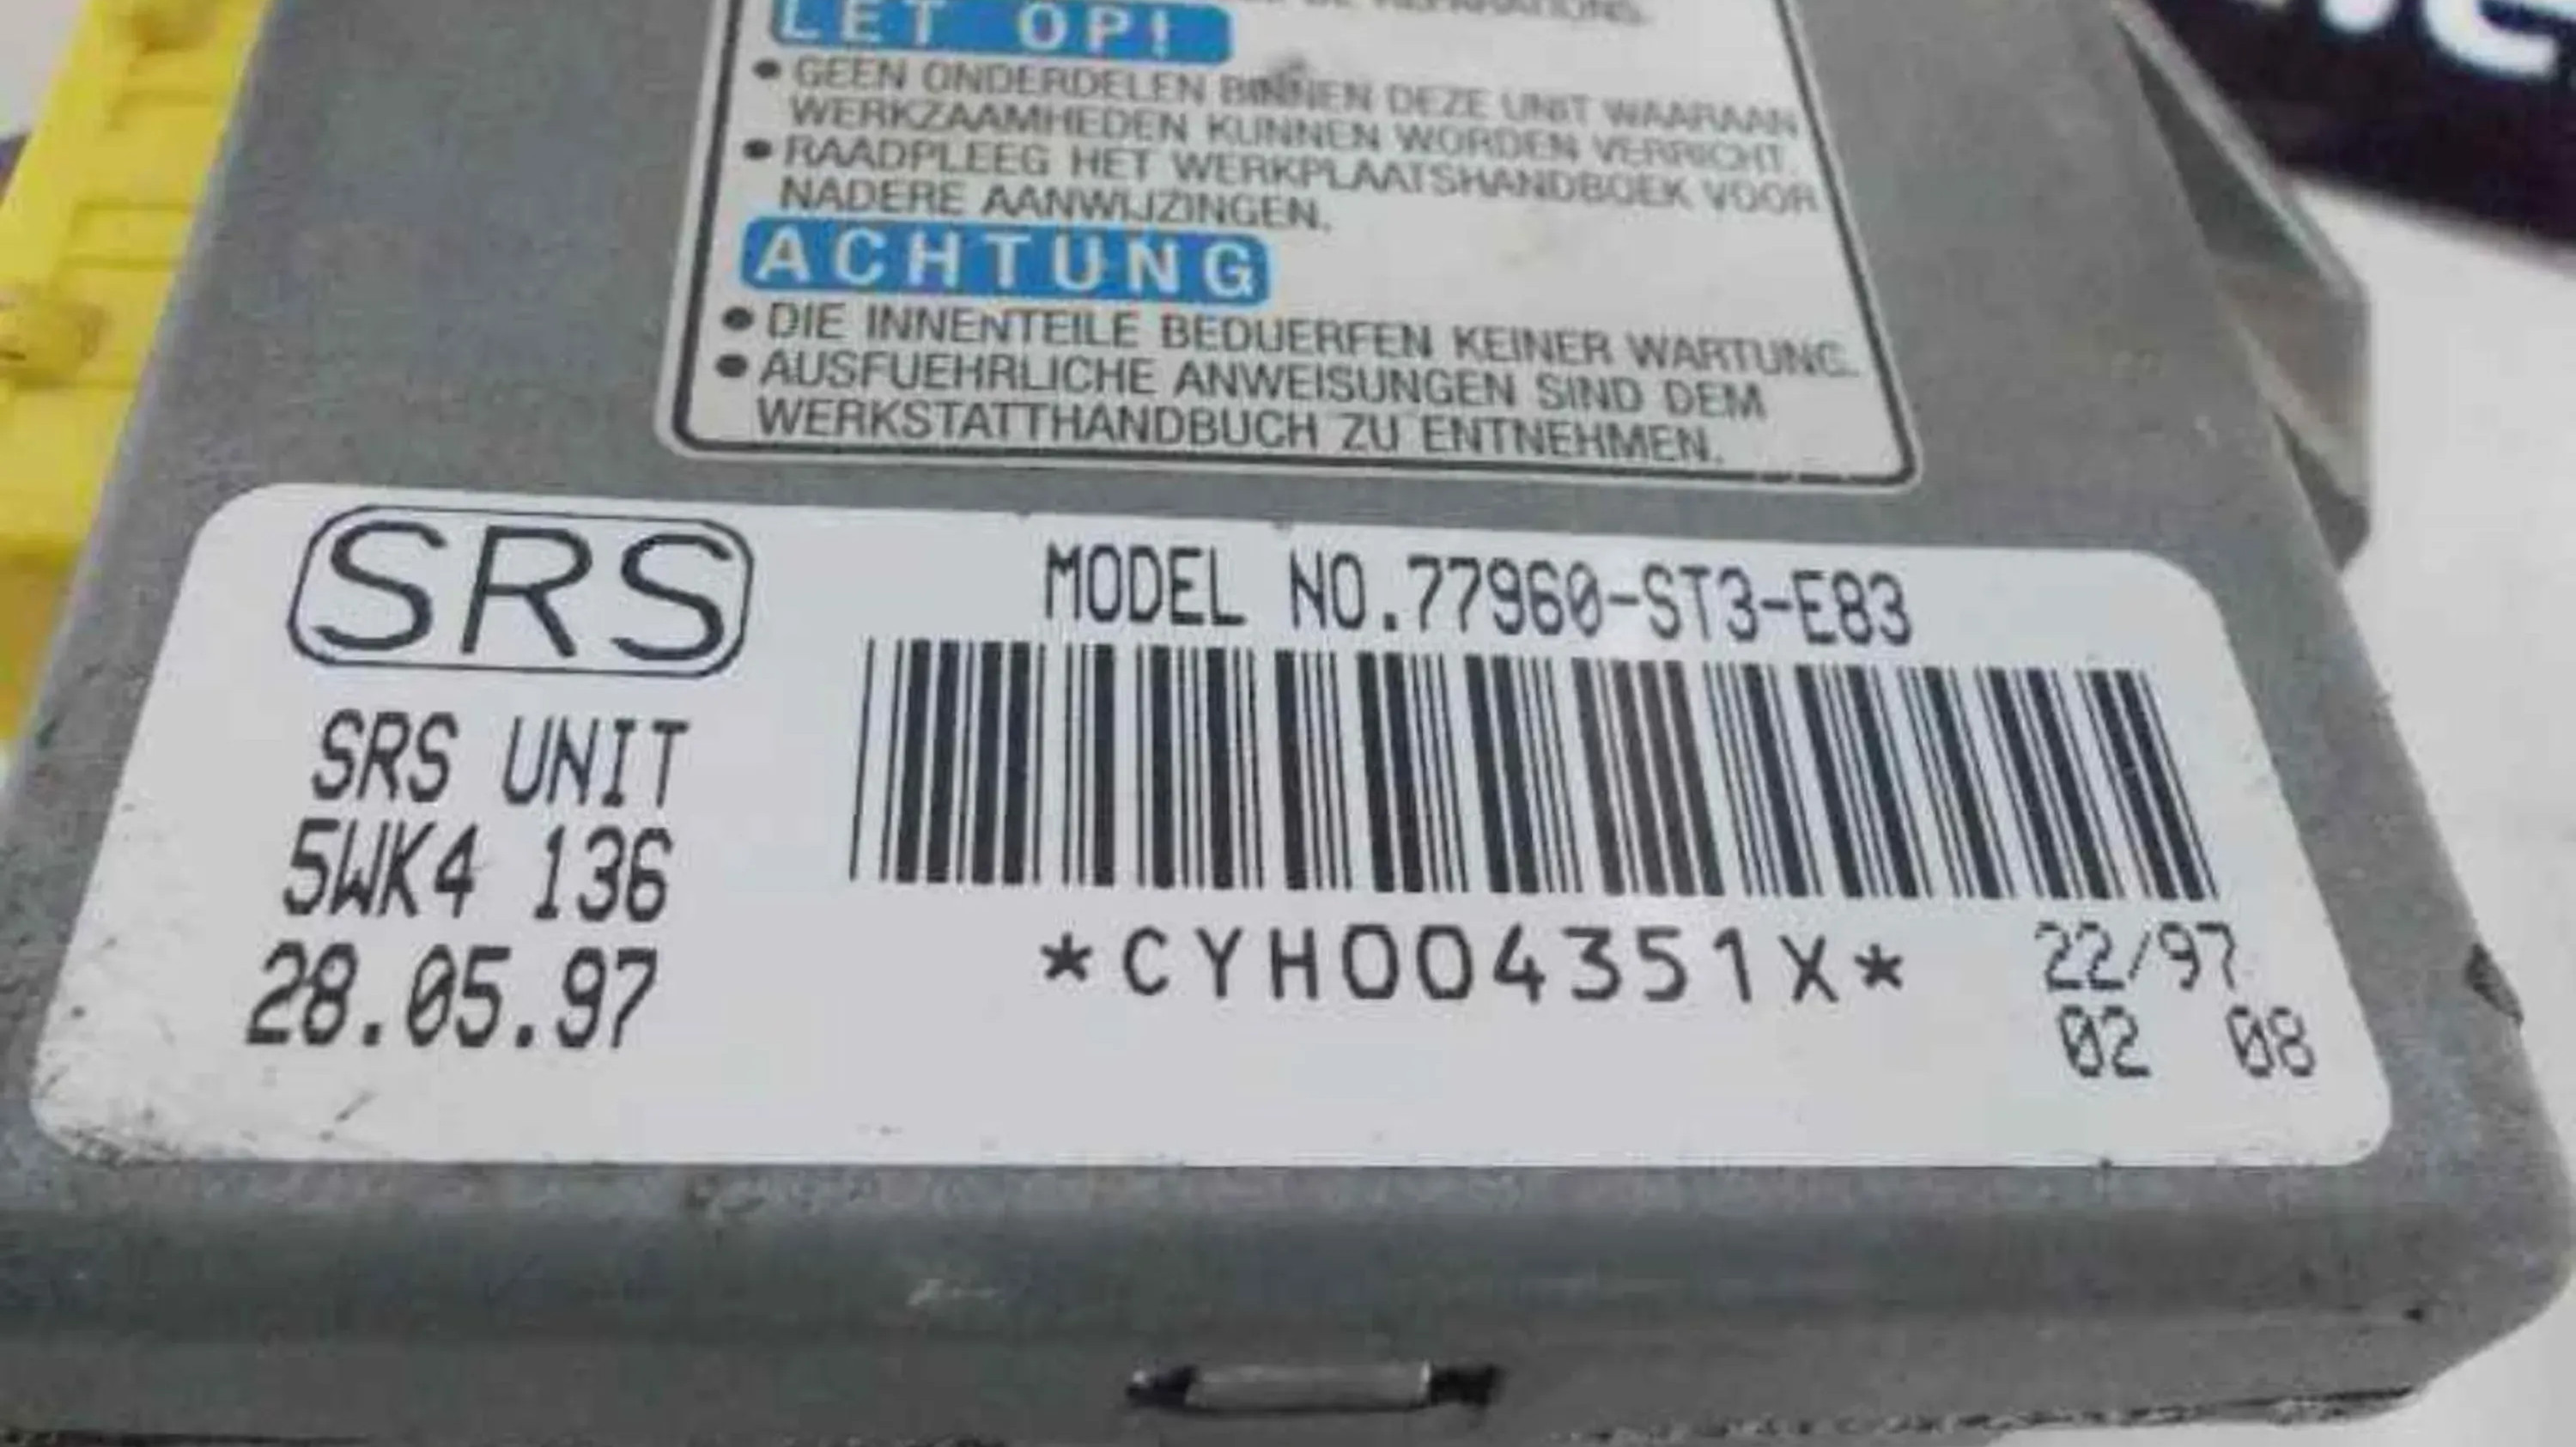 REPARATIONS.
LET OP!
• GEEN ONDERDELEN BINNEN DEZE UNIT WAARAAN
WERKZAAMHEDEN KUNNEN WORDEN VERRICHT.
• RAADPLEEG HET WERKPLAATSHANDBOEK VOOR
NADERE AANWIJZINGEN.
ACHTUNG
• DIE INNENTEILE BEDUERFEN KEINER WARTUNG.
• AUSFUEHRLICHE ANWEISUNGEN SIND DEM
WERKSTATTHANDBUCH ZU ENTNEHMEN.
SRS
MODEL NO.77960-ST3-E83
SRS UNIT
5WK4 136
28.05.97
*CYH004351X*
22/97
02 08